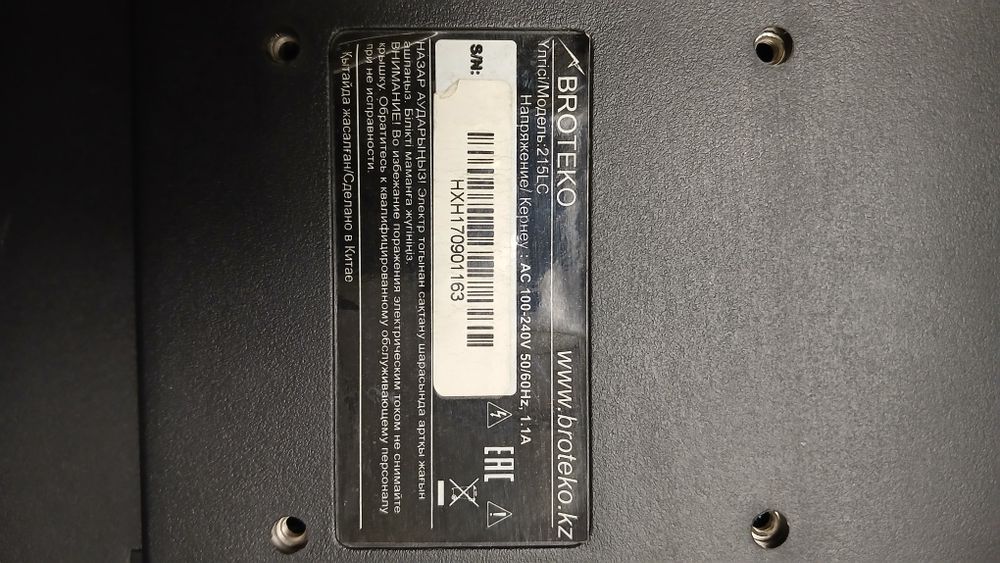 BROTEKO www.broteko.kz
Үлгісі/Модель:215LC
Напряжение/ Кернеу : AC 100-240V 50/60Hz, 1.1A
S/N:
HXH170901163
EAC
НАЗАР АУДАРЫҢЫЗ! Электр тогынан сақтану шарасында артқы жағын
ашпаңыз. Білікті маманға жүгініңіз.
ВНИМАНИЕ! Во избежание поражения электрическим током не снимайте
крышку. Обратитесь к квалифицированному обслуживающему персоналу
при не исправности.
Қытайда жасалған/Сделано в Китае